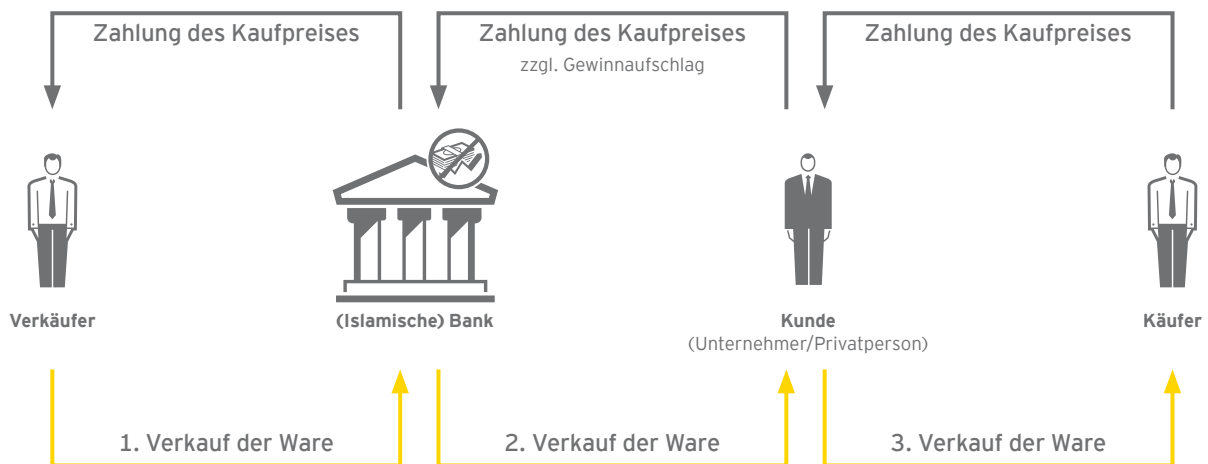 Zahlung des Kaufpreises
Zahlung des Kaufpreises
zzgl. Gewinnaufschlag
Zahlung des Kaufpreises
Verkäufer
(Islamische) Bank
Kunde
(Unternehmer/Privatperson)
Käufer
1. Verkauf der Ware
2. Verkauf der Ware
3. Verkauf der Ware